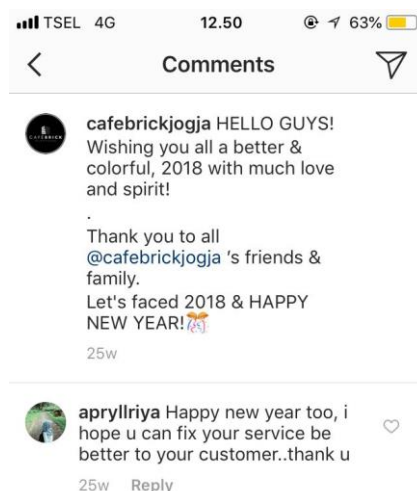 TSEL 4G 12.50 63%
Comments
CAFEBRICK
cafebrickjogja HELLO GUYS!
Wishing you all a better &
colorful, 2018 with much love
and spirit!
.
Thank you to all
@cafebrickjogja 's friends &
family.
Let's faced 2018 & HAPPY
NEW YEAR!🎊
25w
apryllriya Happy new year too, i
hope u can fix your service be
better to your customer..thank u
25w Reply